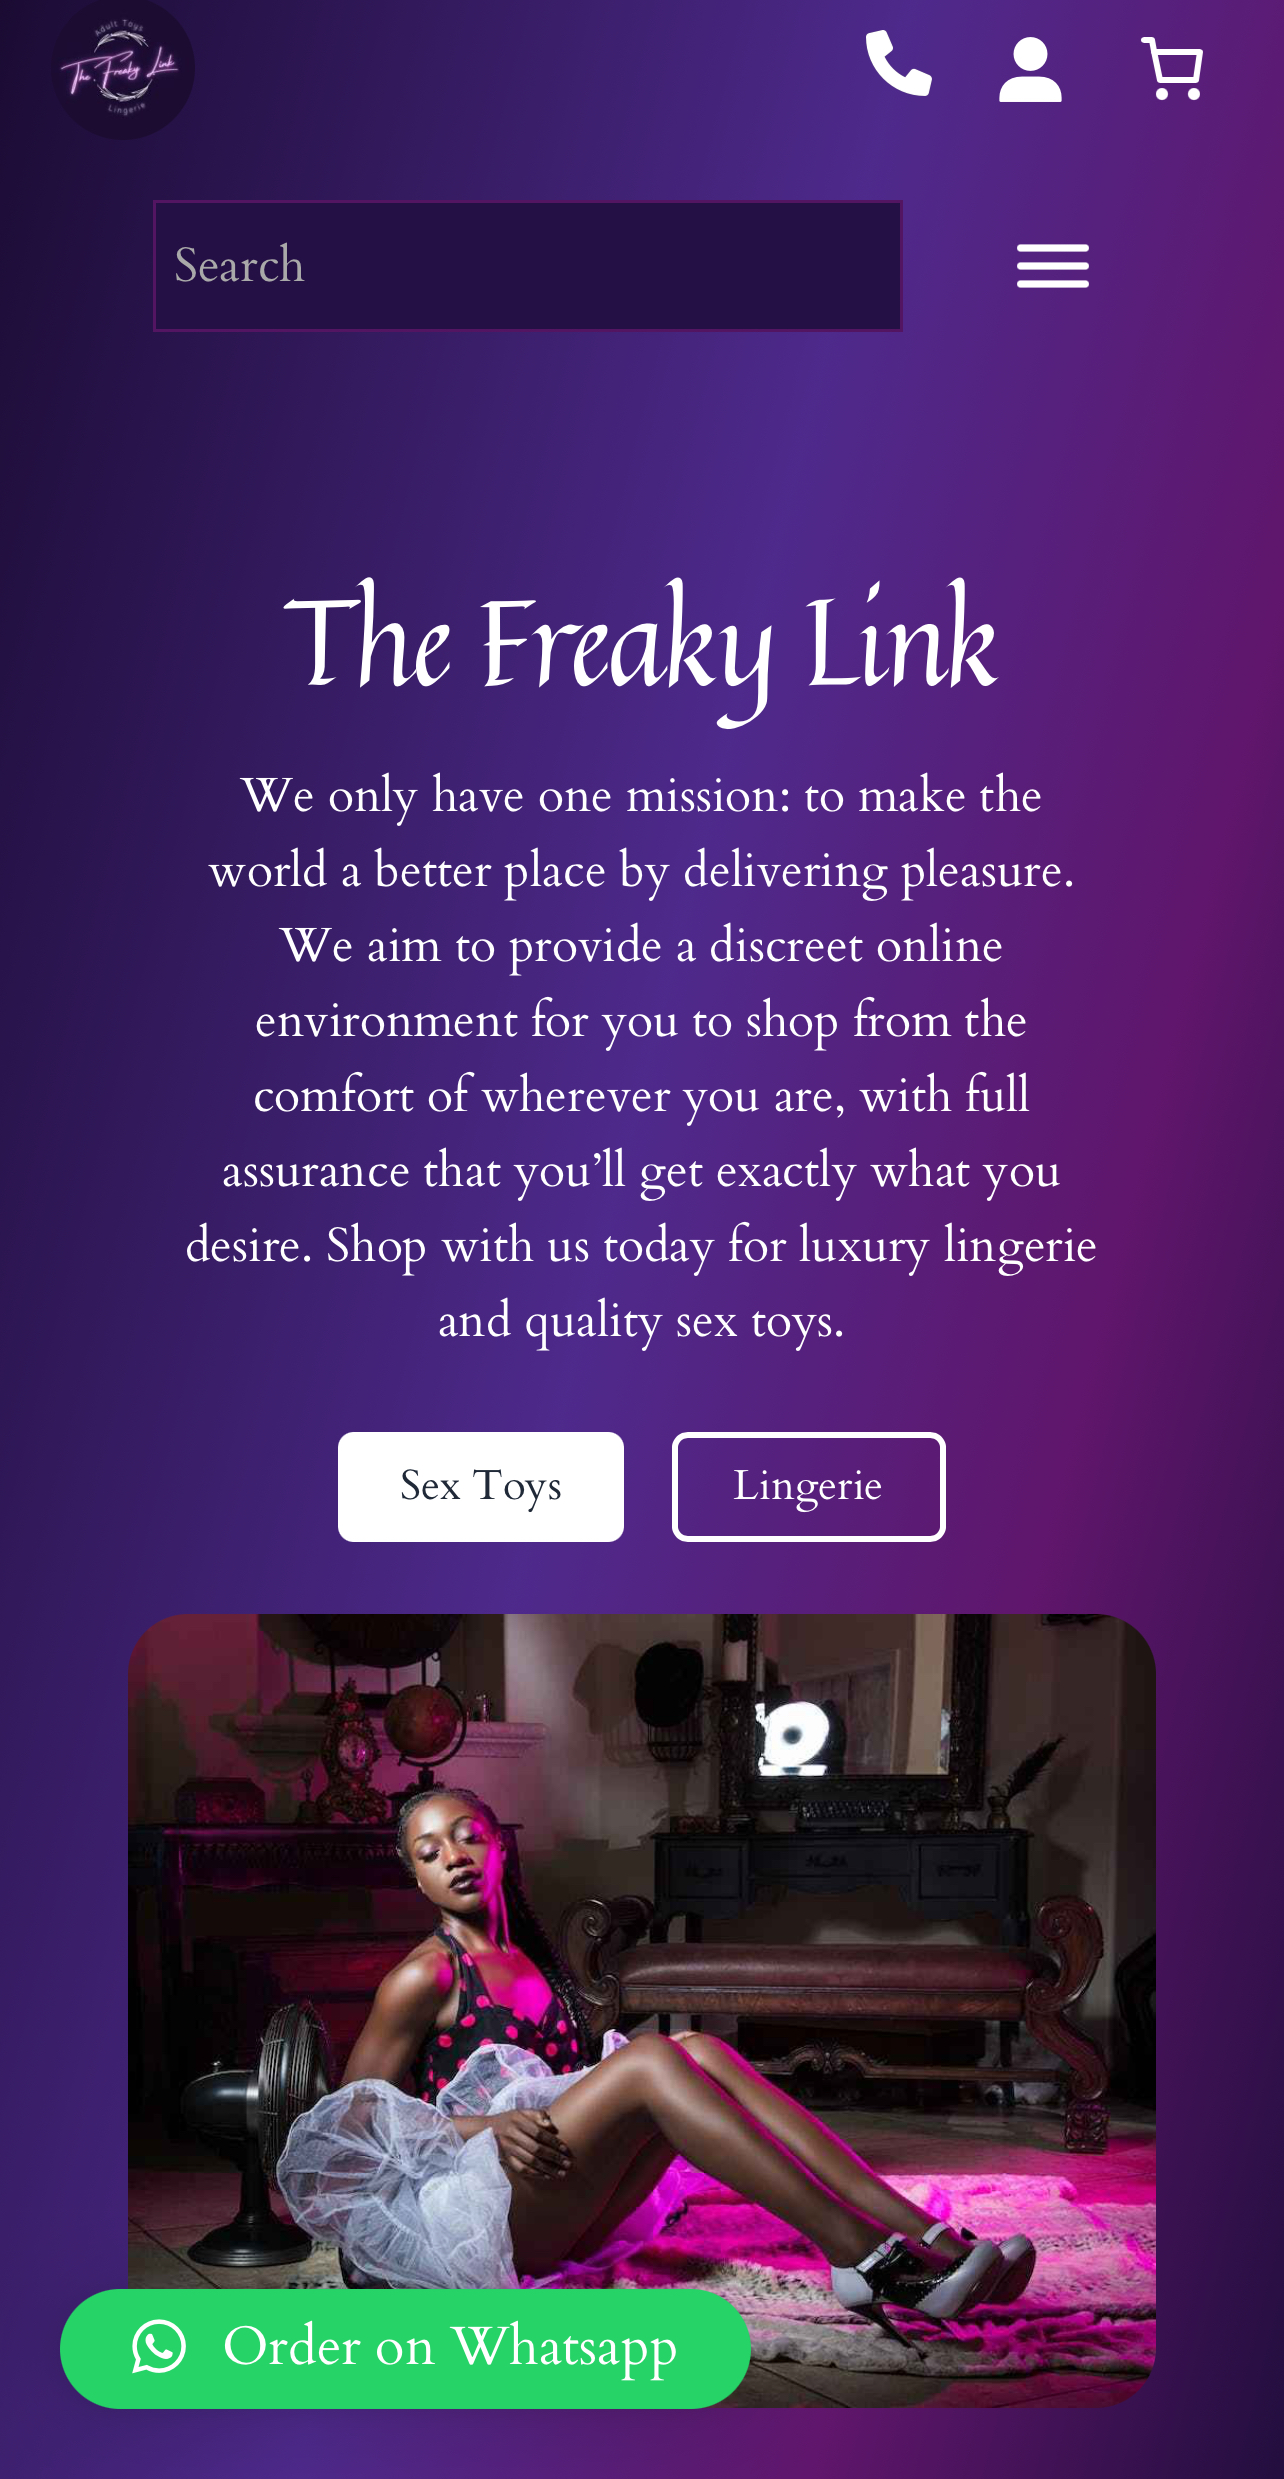 Adult Toys
The Freaky Link
Lingerie
Search
The Freaky Link
We only have one mission: to make the
world a better place by delivering pleasure.
We aim to provide a discreet online
environment for you to shop from the
comfort of wherever you are, with full
assurance that you’ll get exactly what you
desire. Shop with us today for luxury lingerie
and quality sex toys.
Sex Toys
Lingerie
Order on Whatsapp